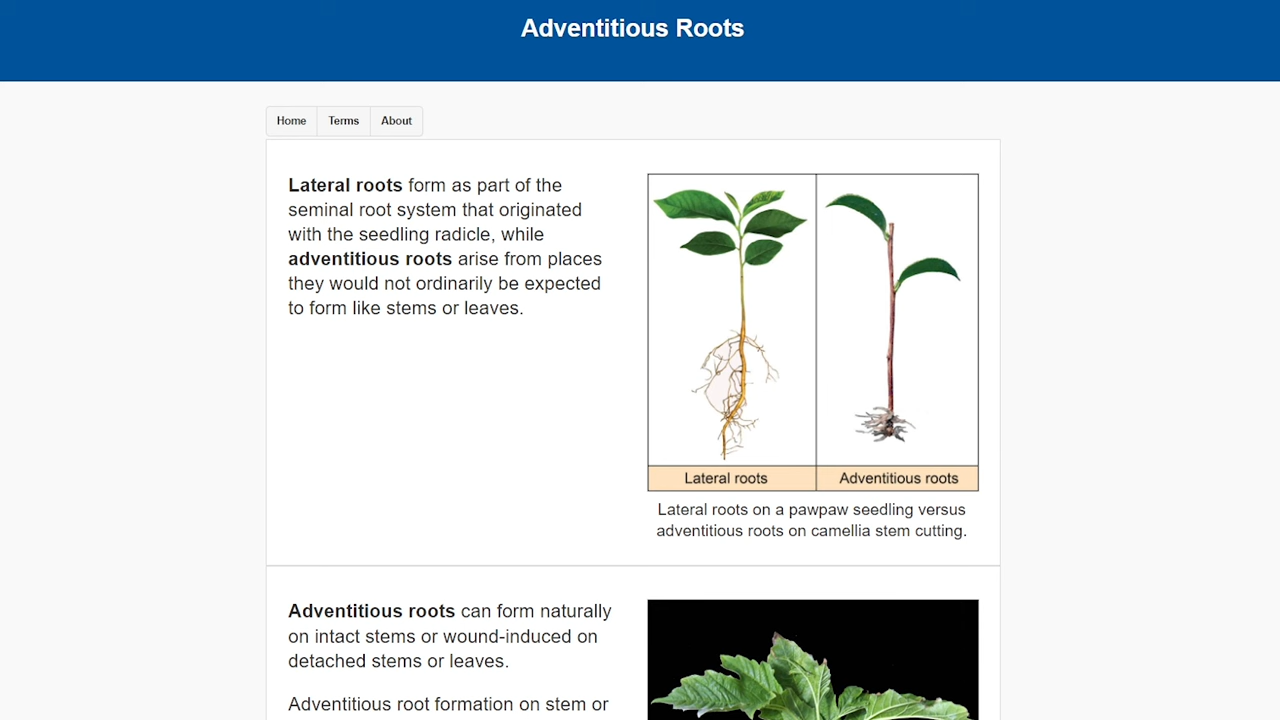 Adventitious Roots
Home
Terms
About
Lateral roots form as part of the
seminal root system that originated
with the seedling radicle, while
adventitious roots arise from places
they would not ordinarily be expected
to form like stems or leaves.
Lateral roots
Adventitious roots
Lateral roots on a pawpaw seedling versus
adventitious roots on camellia stem cutting.
Adventitious roots can form naturally
on intact stems or wound-induced on
detached stems or leaves.
Adventitious root formation on stem or